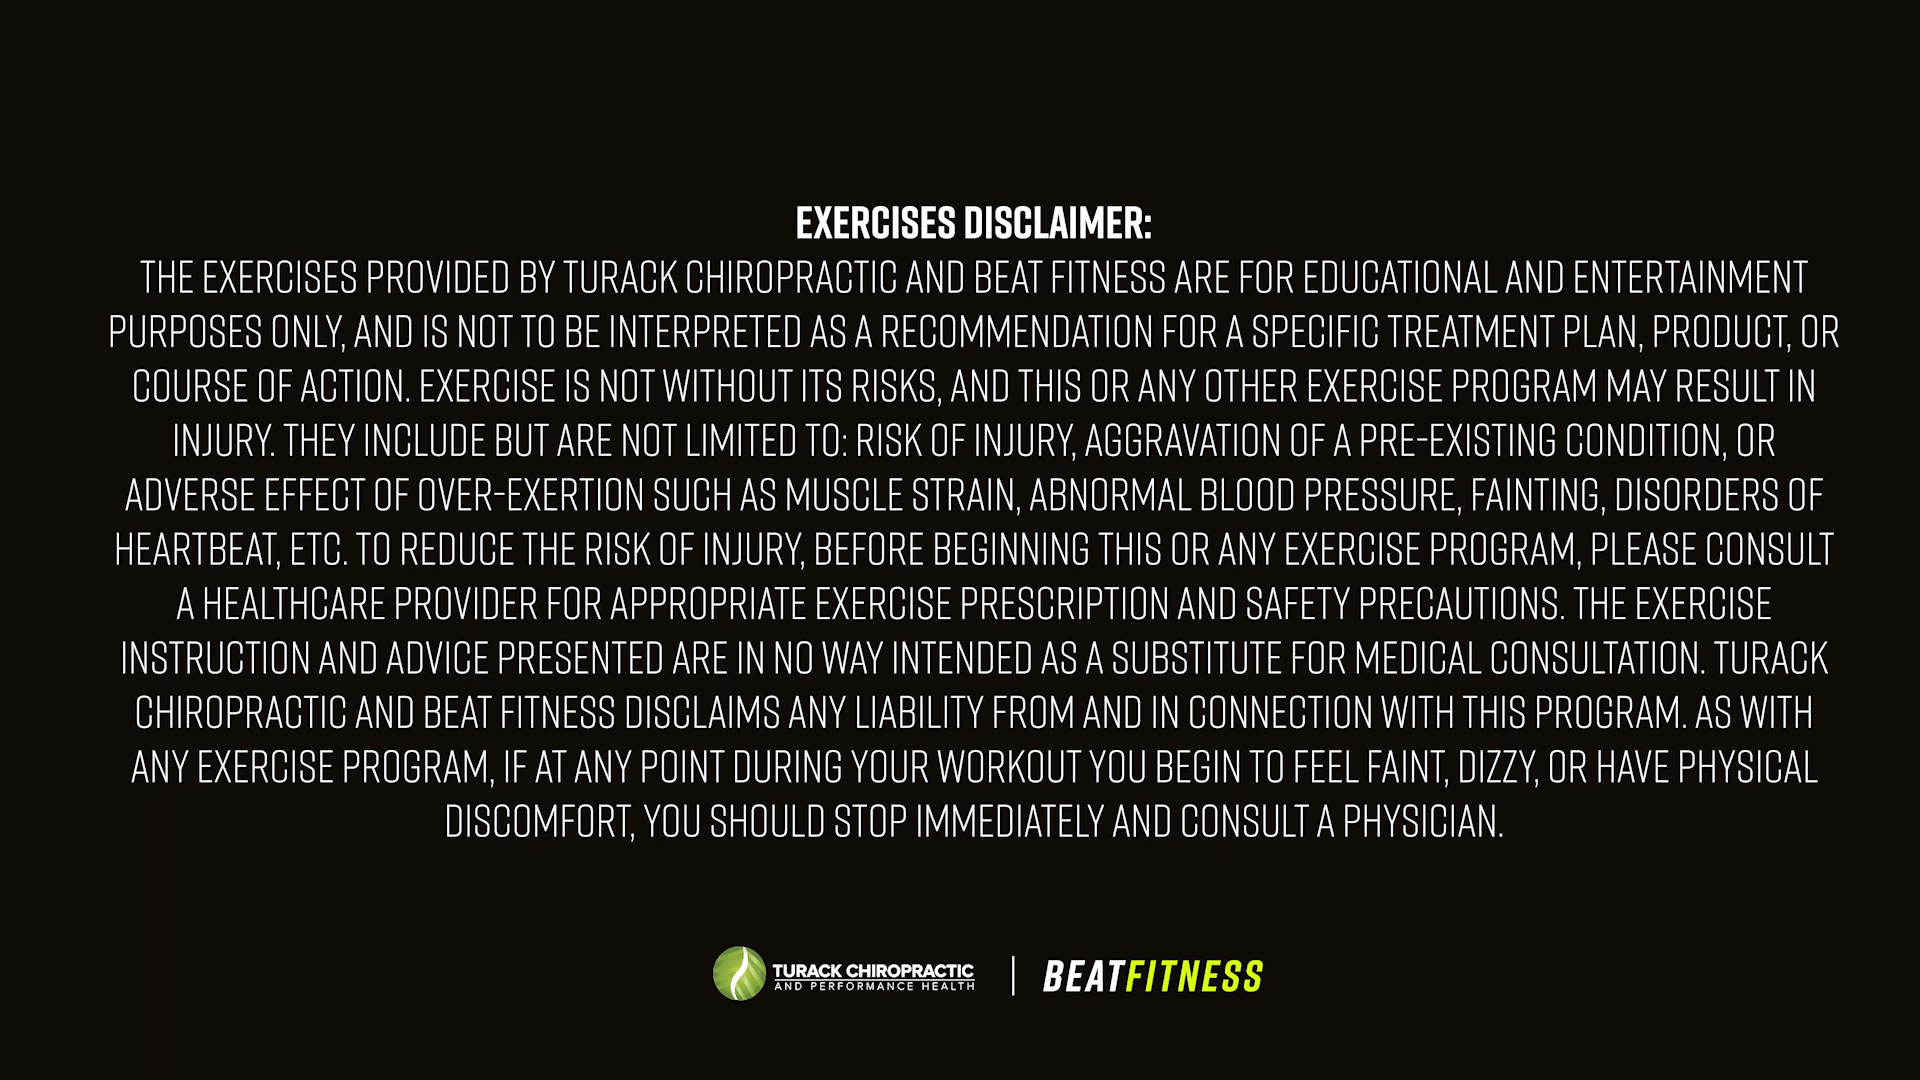 EXERCISES DISCLAIMER:
THE EXERCISES PROVIDED BY TURACK CHIROPRACTIC AND BEAT FITNESS ARE FOR EDUCATIONAL AND ENTERTAINMENT
PURPOSES ONLY, AND IS NOT TO BE INTERPRETED AS A RECOMMENDATION FOR A SPECIFIC TREATMENT PLAN, PRODUCT, OR
COURSE OF ACTION. EXERCISE IS NOT WITHOUT ITS RISKS, AND THIS OR ANY OTHER EXERCISE PROGRAM MAY RESULT IN
INJURY. THEY INCLUDE BUT ARE NOT LIMITED TO: RISK OF INJURY, AGGRAVATION OF A PRE-EXISTING CONDITION, OR
ADVERSE EFFECT OF OVER-EXERTION SUCH AS MUSCLE STRAIN, ABNORMAL BLOOD PRESSURE, FAINTING, DISORDERS OF
HEARTBEAT, ETC. TO REDUCE THE RISK OF INJURY, BEFORE BEGINNING THIS OR ANY EXERCISE PROGRAM, PLEASE CONSULT
A HEALTHCARE PROVIDER FOR APPROPRIATE EXERCISE PRESCRIPTION AND SAFETY PRECAUTIONS. THE EXERCISE
INSTRUCTION AND ADVICE PRESENTED ARE IN NO WAY INTENDED AS A SUBSTITUTE FOR MEDICAL CONSULTATION. TURACK
CHIROPRACTIC AND BEAT FITNESS DISCLAIMS ANY LIABILITY FROM AND IN CONNECTION WITH THIS PROGRAM. AS WITH
ANY EXERCISE PROGRAM, IF AT ANY POINT DURING YOUR WORKOUT YOU BEGIN TO FEEL FAINT, DIZZY, OR HAVE PHYSICAL
DISCOMFORT, YOU SHOULD STOP IMMEDIATELY AND CONSULT A PHYSICIAN.
TURACK CHIROPRACTIC
AND PERFORMANCE HEALTH
BEATFITNESS